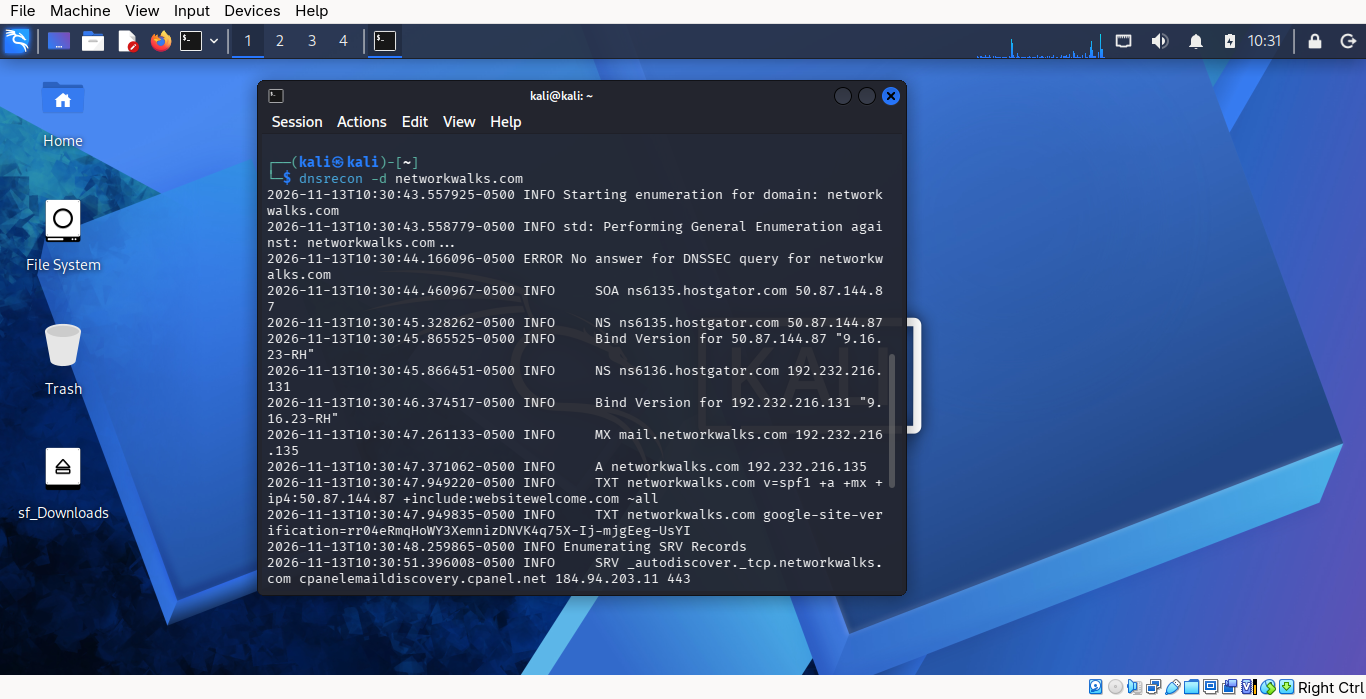 File Machine View Input Devices Help
1 2 3 4 10:31
Home
File System
Trash
sf_Downloads
kali@kali: ~
Session Actions Edit View Help
┌──(kali㉿kali)-[~]
└─$ dnsrecon -d networkwalks.com
2026-11-13T10:30:43.557925-0500 INFO Starting enumeration for domain: network
walks.com
2026-11-13T10:30:43.558779-0500 INFO std: Performing General Enumeration agai
nst: networkwalks.com...
2026-11-13T10:30:44.166096-0500 ERROR No answer for DNSSEC query for networkw
alks.com
2026-11-13T10:30:44.460967-0500 INFO     SOA ns6135.hostgator.com 50.87.144.8
7
2026-11-13T10:30:45.328262-0500 INFO     NS ns6135.hostgator.com 50.87.144.87
2026-11-13T10:30:45.865525-0500 INFO     Bind Version for 50.87.144.87 "9.16.
23-RH"
2026-11-13T10:30:45.866451-0500 INFO     NS ns6136.hostgator.com 192.232.216.
131
2026-11-13T10:30:46.374517-0500 INFO     Bind Version for 192.232.216.131 "9.
16.23-RH"
2026-11-13T10:30:47.261133-0500 INFO     MX mail.networkwalks.com 192.232.216
.135
2026-11-13T10:30:47.371062-0500 INFO     A networkwalks.com 192.232.216.135
2026-11-13T10:30:47.949220-0500 INFO     TXT networkwalks.com v=spf1 +a +mx +
ip4:50.87.144.87 +include:websitewelcome.com ~all
2026-11-13T10:30:47.949835-0500 INFO     TXT networkwalks.com google-site-ver
ification=rr04eRmqHoWY3XemnizDNVK4q75X-Ij-mjgEeg-UsYI
2026-11-13T10:30:48.259865-0500 INFO Enumerating SRV Records
2026-11-13T10:30:51.396008-0500 INFO     SRV _autodiscover._tcp.networkwalks.
com cpanelemaildiscovery.cpanel.net 184.94.203.11 443
KALI
Right Ctrl